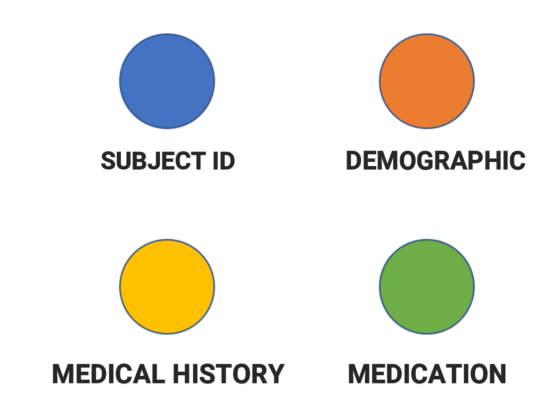 SUBJECT ID
DEMOGRAPHIC
MEDICAL HISTORY
MEDICATION